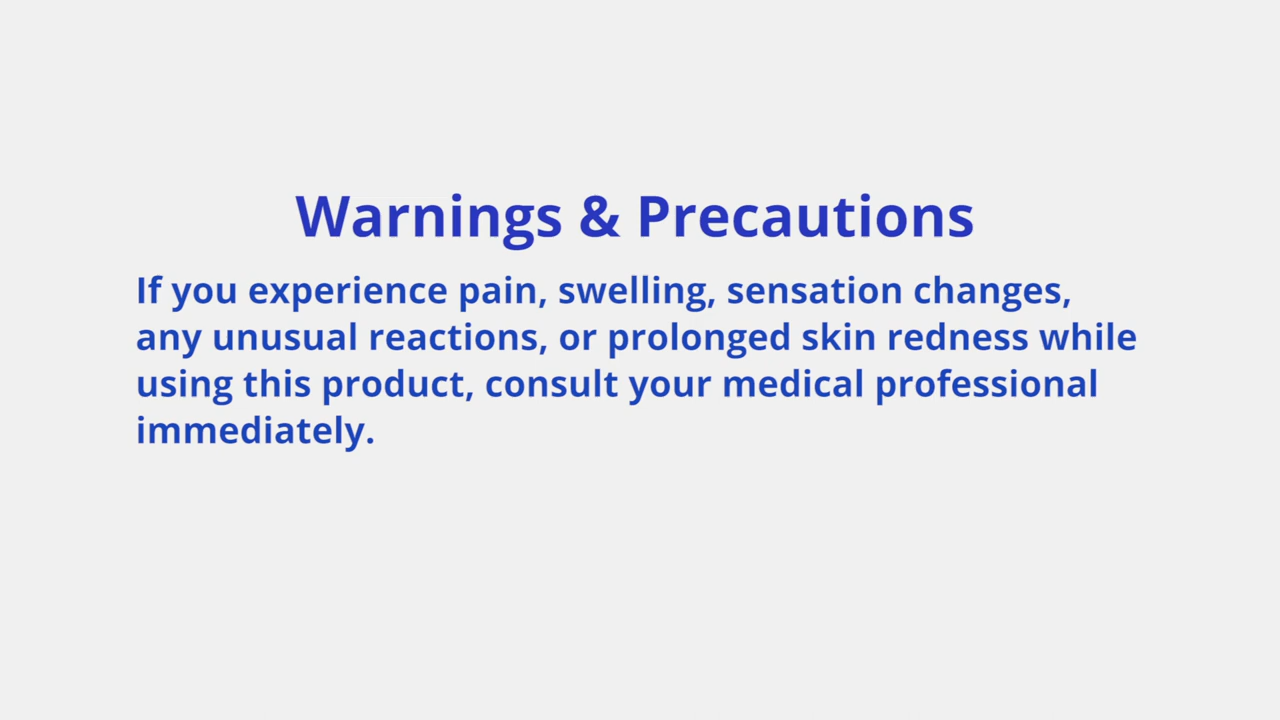 Warnings & Precautions
If you experience pain, swelling, sensation changes,
any unusual reactions, or prolonged skin redness while
using this product, consult your medical professional
immediately.